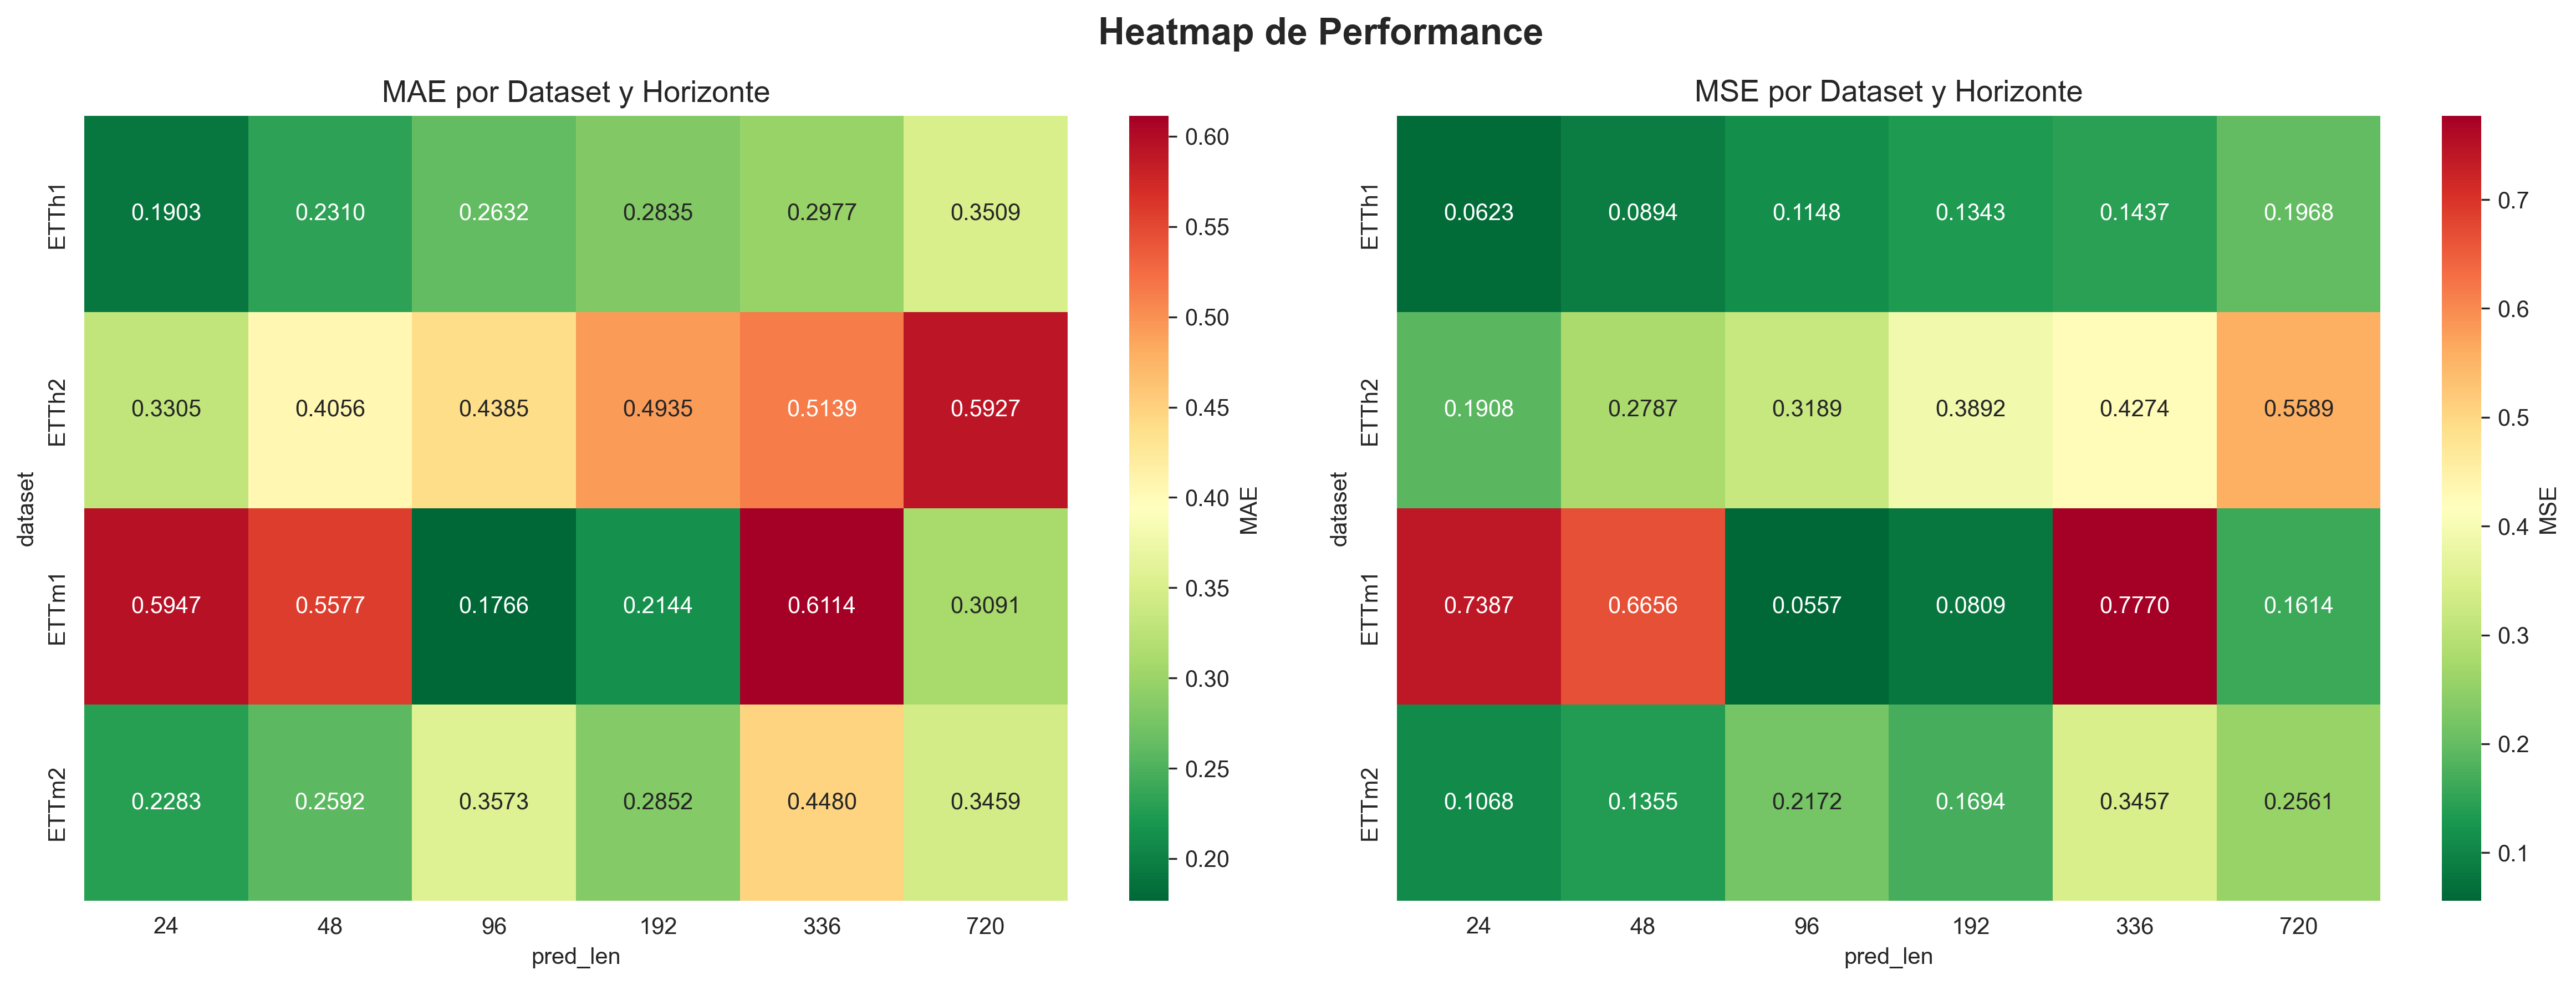 Heatmap de Performance
MAE por Dataset y Horizonte
dataset
ETTh1
0.1903 0.2310 0.2632 0.2835 0.2977 0.3509
ETTh2
0.3305 0.4056 0.4385 0.4935 0.5139 0.5927
ETTm1
0.5947 0.5577 0.1766 0.2144 0.6114 0.3091
ETTm2
0.2283 0.2592 0.3573 0.2852 0.4480 0.3459
24 48 96 192 336 720
pred_len
0.60
0.55
0.50
0.45
0.40
0.35
0.30
0.25
0.20
MAE
MSE por Dataset y Horizonte
dataset
ETTh1
0.0623 0.0894 0.1148 0.1343 0.1437 0.1968
ETTh2
0.1908 0.2787 0.3189 0.3892 0.4274 0.5589
ETTm1
0.7387 0.6656 0.0557 0.0809 0.7770 0.1614
ETTm2
0.1068 0.1355 0.2172 0.1694 0.3457 0.2561
24 48 96 192 336 720
pred_len
0.7
0.6
0.5
0.4
0.3
0.2
0.1
MSE